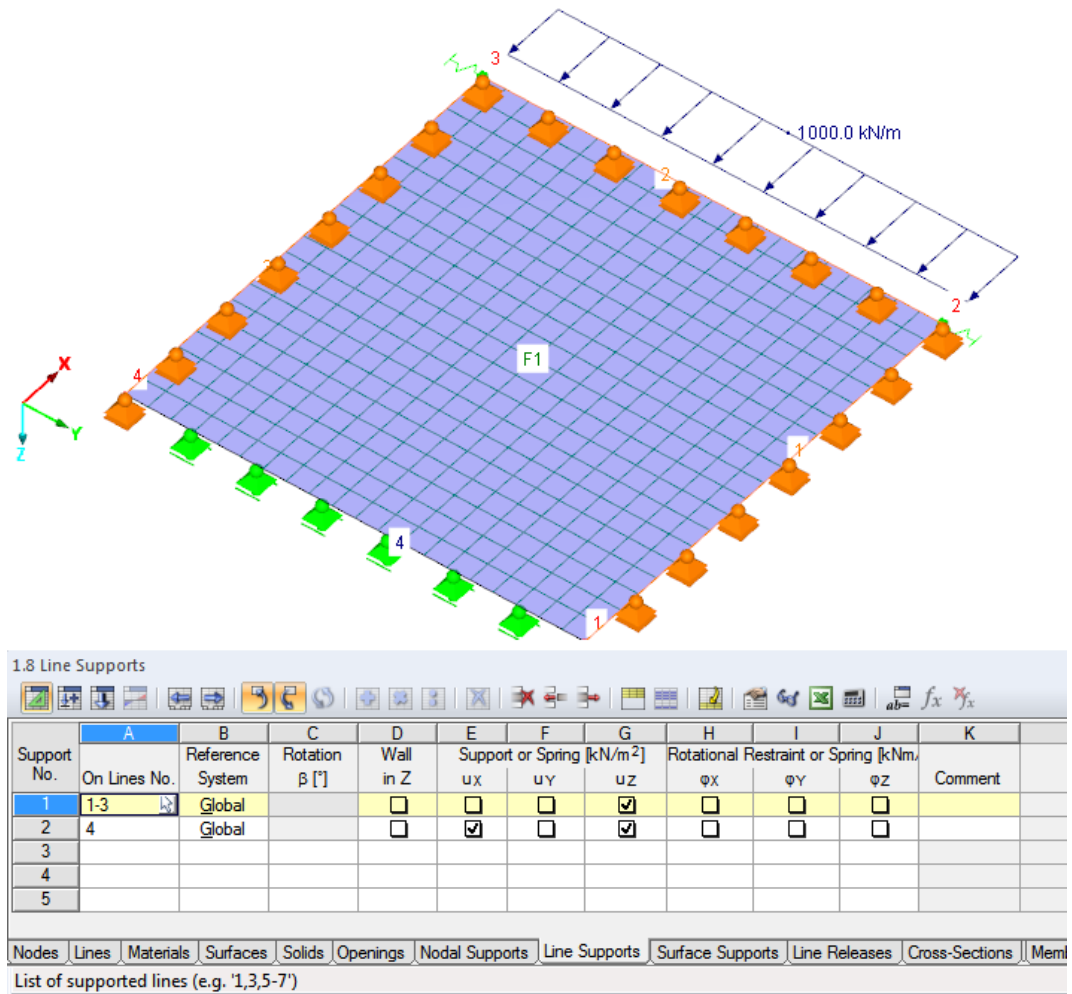 3
1000.0 kN/m
2
2
F1
X
4
Y
Z
1
4
1
1.8 Line Supports
A B C D E F G H I J K
Support No. On Lines No. Reference System Rotation β [°] Wall in Z Support or Spring [kN/m²] uX uY uZ Rotational Restraint or Spring [kNm/ φX φY φZ Comment
1 1-3 Global
2 4 Global
3
4
5
Nodes Lines Materials Surfaces Solids Openings Nodal Supports Line Supports Surface Supports Line Releases Cross-Sections Meml
List of supported lines (e.g. '1,3,5-7')